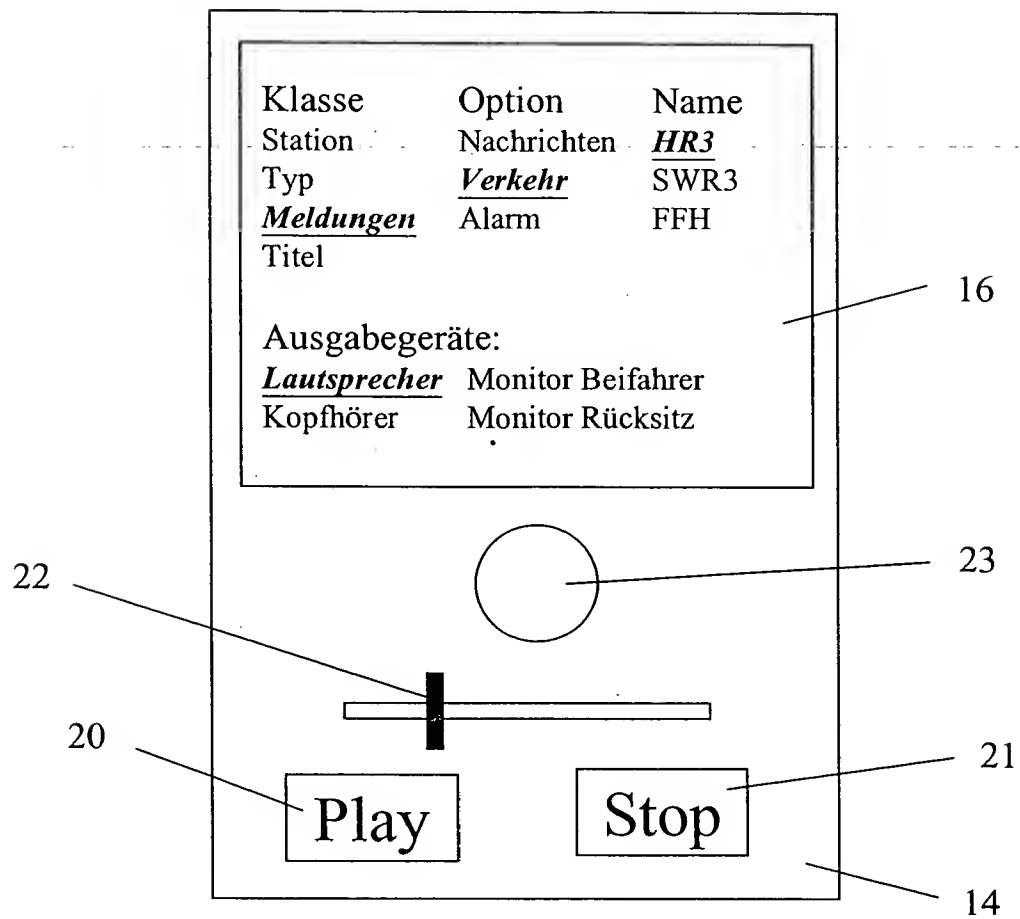 Klasse Option Name
Station Nachrichten HR3
Typ Verkehr SWR3
Meldungen Alarm FFH
Titel
16
Ausgabegeräte:
Lautsprecher Monitor Beifahrer
Kopfhörer Monitor Rücksitz
22
23
20
21
Play Stop
14